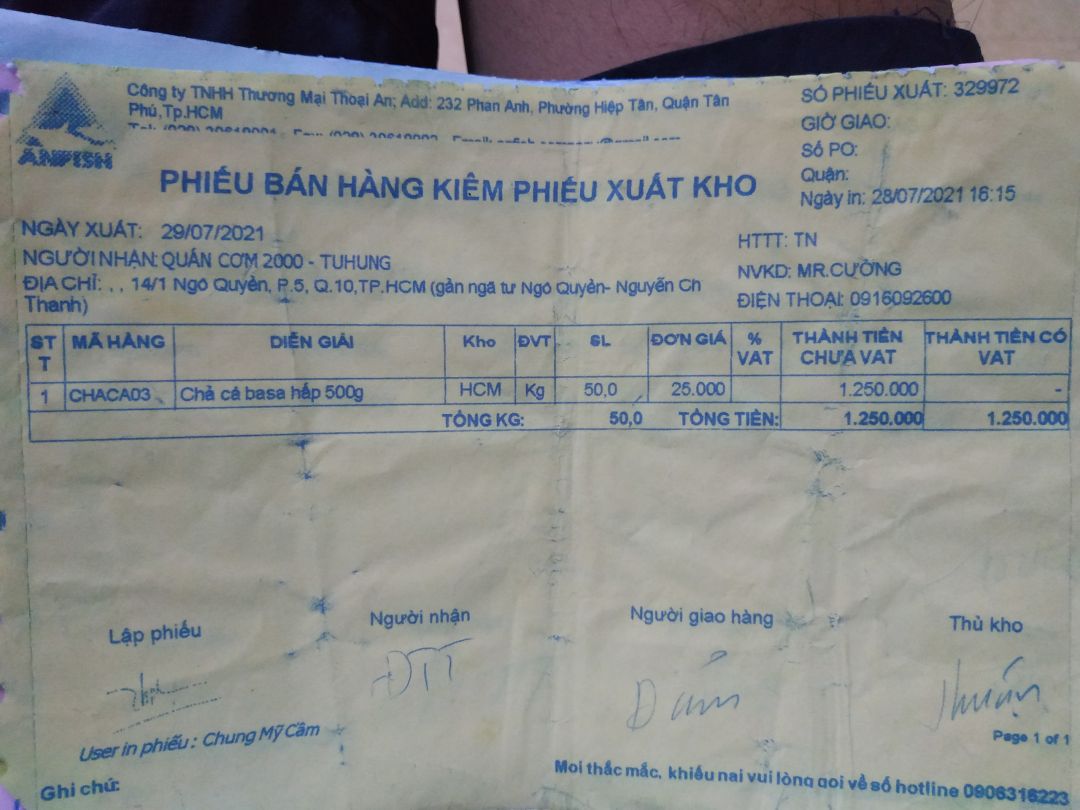 ANFISH
Công ty TNHH Thương Mại Thoại An; Add: 232 Phan Anh, Phường Hiệp Tân, Quận Tân
Phú,Tp.HCM
SỐ PHIẾU XUẤT: 329972
GIỜ GIAO:
Số PO:
Quận:
Ngày in: 28/07/2021 16:15
PHIẾU BÁN HÀNG KIÊM PHIẾU XUẤT KHO
NGÀY XUẤT: 29/07/2021
NGƯỜI NHẬN: QUÁN CƠM 2000 - TUHUNG
ĐỊA CHỈ: , , 14/1 Ngô Quyền, P.5, Q.10,TP.HCM (gần ngã tư Ngô Quyền- Nguyễn Ch
Thanh)
HTTT: TN
NVKD: MR.CƯỜNG
ĐIỆN THOẠI: 0916092600
STT MÃ HÀNG DIỄN GIẢI Kho ĐVT SL ĐƠN GIÁ % VAT THÀNH TIỀN CHƯA VAT THÀNH TIỀN CÓ VAT
1 CHACA03 Chả cá basa hấp 500g HCM Kg 50,0 25.000 1.250.000 -
TỔNG KG: 50,0 TỔNG TIỀN: 1.250.000 1.250.000
Lập phiếu Người nhận Người giao hàng Thủ kho
ĐTT
User in phiếu : Chung Mỹ Cầm
Page 1 of 1
Ghi chú:
Mọi thắc mắc, khiếu nại vui lòng gọi về số hotline 0906316223